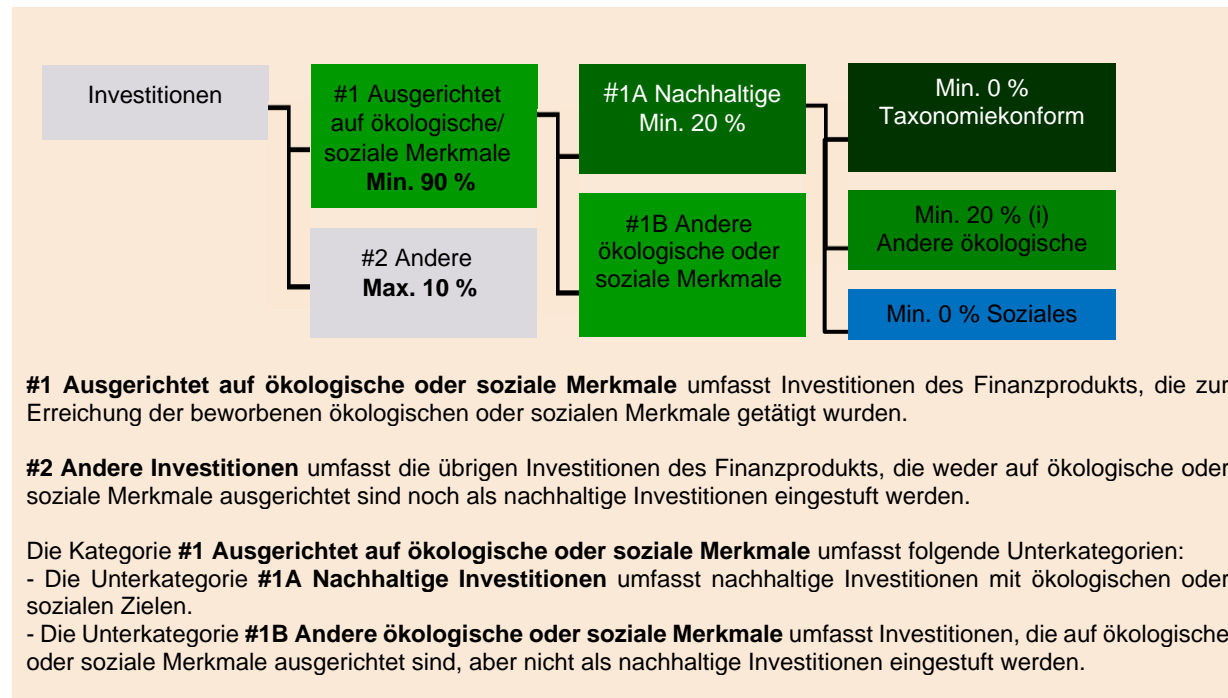 Investitionen
#1 Ausgerichtet
auf ökologische/
soziale Merkmale
Min. 90 %
#2 Andere
Max. 10 %
#1A Nachhaltige
Min. 20 %
#1B Andere
ökologische oder
soziale Merkmale
Min. 0 %
Taxonomiekonform
Min. 20 % (i)
Andere ökologische
Min. 0 % Soziales
#1 Ausgerichtet auf ökologische oder soziale Merkmale umfasst Investitionen des Finanzprodukts, die zur
Erreichung der beworbenen ökologischen oder sozialen Merkmale getätigt wurden.
#2 Andere Investitionen umfasst die übrigen Investitionen des Finanzprodukts, die weder auf ökologische oder
soziale Merkmale ausgerichtet sind noch als nachhaltige Investitionen eingestuft werden.
Die Kategorie #1 Ausgerichtet auf ökologische oder soziale Merkmale umfasst folgende Unterkategorien:
- Die Unterkategorie #1A Nachhaltige Investitionen umfasst nachhaltige Investitionen mit ökologischen oder
sozialen Zielen.
- Die Unterkategorie #1B Andere ökologische oder soziale Merkmale umfasst Investitionen, die auf ökologische
oder soziale Merkmale ausgerichtet sind, aber nicht als nachhaltige Investitionen eingestuft werden.